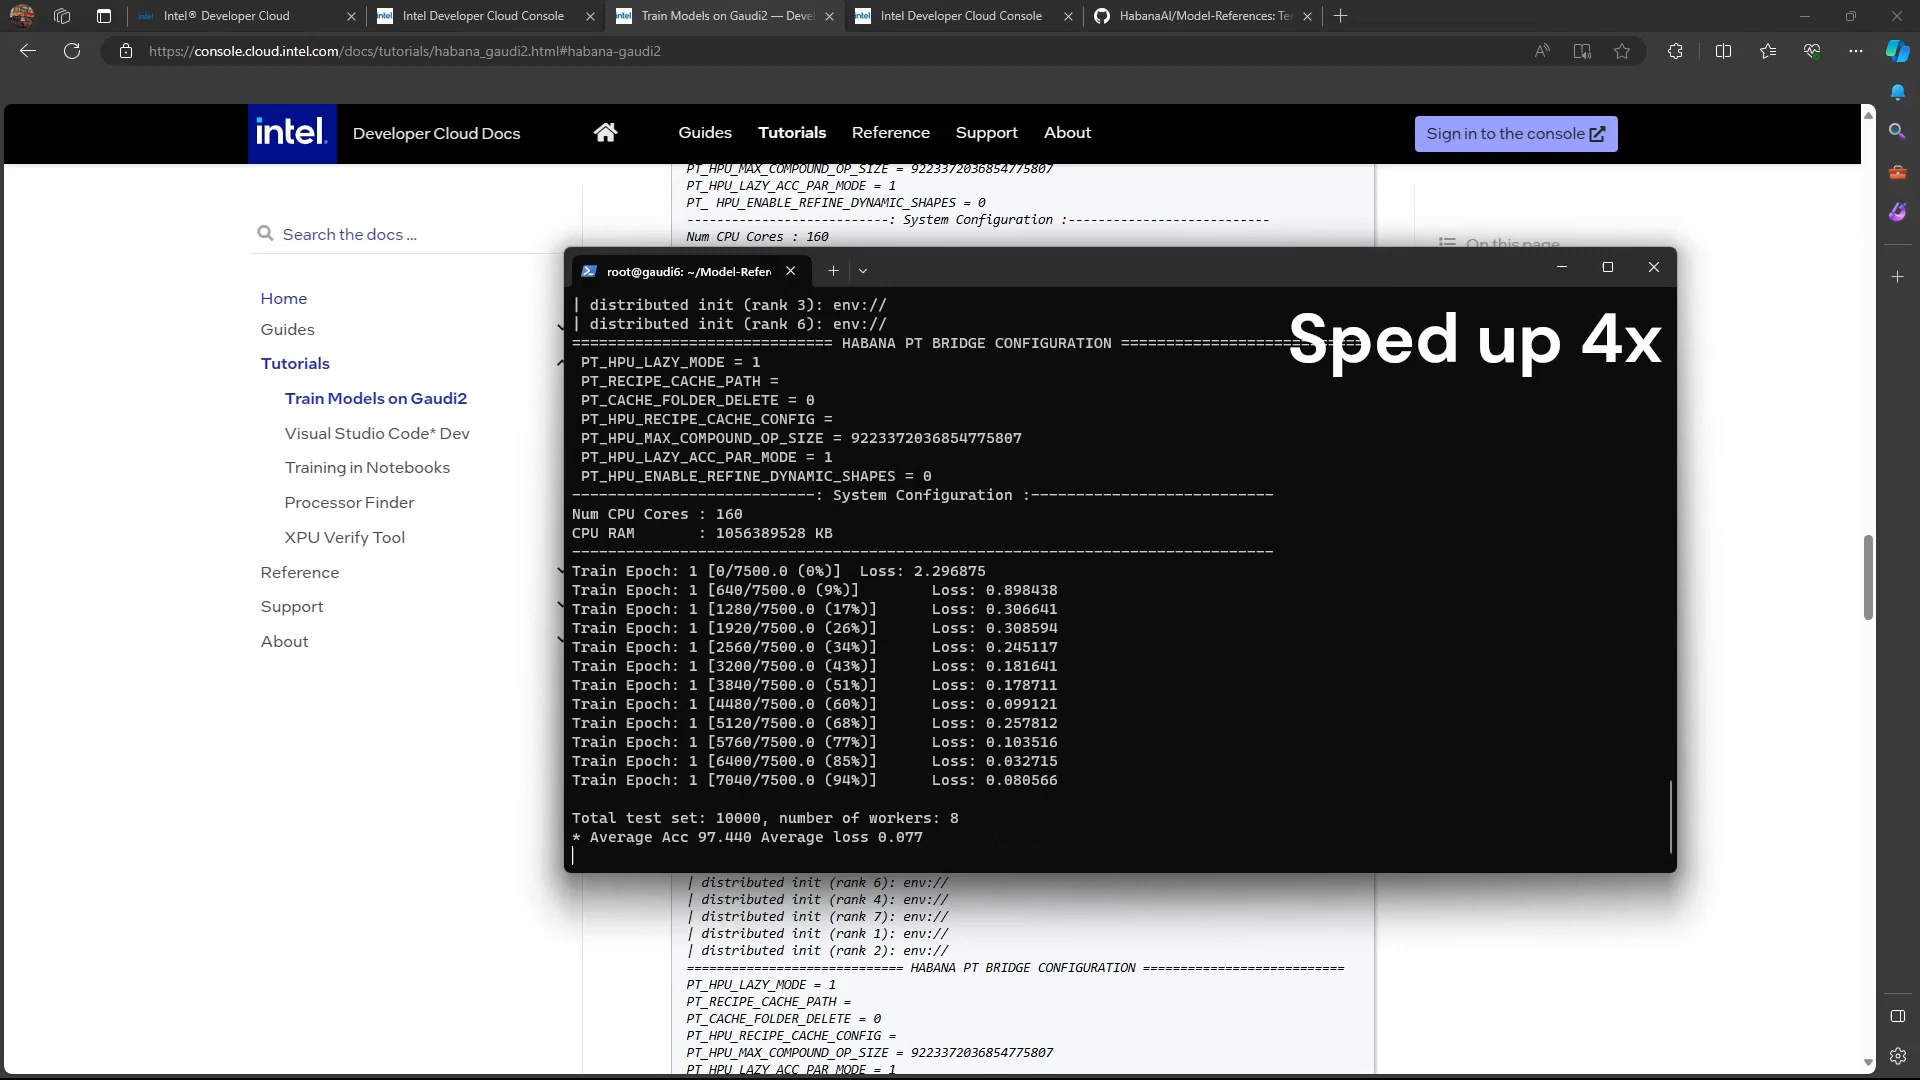 Intel® Developer Cloud
Intel Developer Cloud Console
Train Models on Gaudi2 — Deve
Intel Developer Cloud Console
HabanaAI/Model-References: Te
https://console.cloud.intel.com/docs/tutorials/habana_gaudi2.html#habana-gaudi2
intel.
Developer Cloud Docs
Guides
Tutorials
Reference
Support
About
Sign in to the console
PT_HPU_MAX_COMPOUND_OP_SIZE = 9223372036854775807
PT_HPU_LAZY_ACC_PAR_MODE = 1
PT_ HPU_ENABLE_REFINE_DYNAMIC_SHAPES = 0
---------------------------: System Configuration :---------------------------
Num CPU Cores : 160
Search the docs ...
On this page
Home
Guides
Tutorials
Train Models on Gaudi2
Visual Studio Code* Dev
Training in Notebooks
Processor Finder
XPU Verify Tool
Reference
Support
About
root@gaudi6: ~/Model-Refer
Sped up 4x
| distributed init (rank 3): env://
| distributed init (rank 6): env://
============================= HABANA PT BRIDGE CONFIGURATION ===========================
PT_HPU_LAZY_MODE = 1
PT_RECIPE_CACHE_PATH =
PT_CACHE_FOLDER_DELETE = 0
PT_HPU_RECIPE_CACHE_CONFIG =
PT_HPU_MAX_COMPOUND_OP_SIZE = 9223372036854775807
PT_HPU_LAZY_ACC_PAR_MODE = 1
PT_HPU_ENABLE_REFINE_DYNAMIC_SHAPES = 0
---------------------------: System Configuration :---------------------------
Num CPU Cores : 160
CPU RAM       : 1056389528 KB
------------------------------------------------------------------------------
Train Epoch: 1 [0/7500.0 (0%)]  Loss: 2.296875
Train Epoch: 1 [640/7500.0 (9%)]        Loss: 0.898438
Train Epoch: 1 [1280/7500.0 (17%)]      Loss: 0.306641
Train Epoch: 1 [1920/7500.0 (26%)]      Loss: 0.308594
Train Epoch: 1 [2560/7500.0 (34%)]      Loss: 0.245117
Train Epoch: 1 [3200/7500.0 (43%)]      Loss: 0.181641
Train Epoch: 1 [3840/7500.0 (51%)]      Loss: 0.178711
Train Epoch: 1 [4480/7500.0 (60%)]      Loss: 0.099121
Train Epoch: 1 [5120/7500.0 (68%)]      Loss: 0.257812
Train Epoch: 1 [5760/7500.0 (77%)]      Loss: 0.103516
Train Epoch: 1 [6400/7500.0 (85%)]      Loss: 0.032715
Train Epoch: 1 [7040/7500.0 (94%)]      Loss: 0.080566
Total test set: 10000, number of workers: 8
* Average Acc 97.440 Average loss 0.077
| distributed init (rank 6): env://
| distributed init (rank 4): env://
| distributed init (rank 7): env://
| distributed init (rank 1): env://
| distributed init (rank 2): env://
============================= HABANA PT BRIDGE CONFIGURATION ===========================
PT_HPU_LAZY_MODE = 1
PT_RECIPE_CACHE_PATH =
PT_CACHE_FOLDER_DELETE = 0
PT_HPU_RECIPE_CACHE_CONFIG =
PT_HPU_MAX_COMPOUND_OP_SIZE = 9223372036854775807
PT_HPU_LAZY_ACC_PAR_MODE = 1